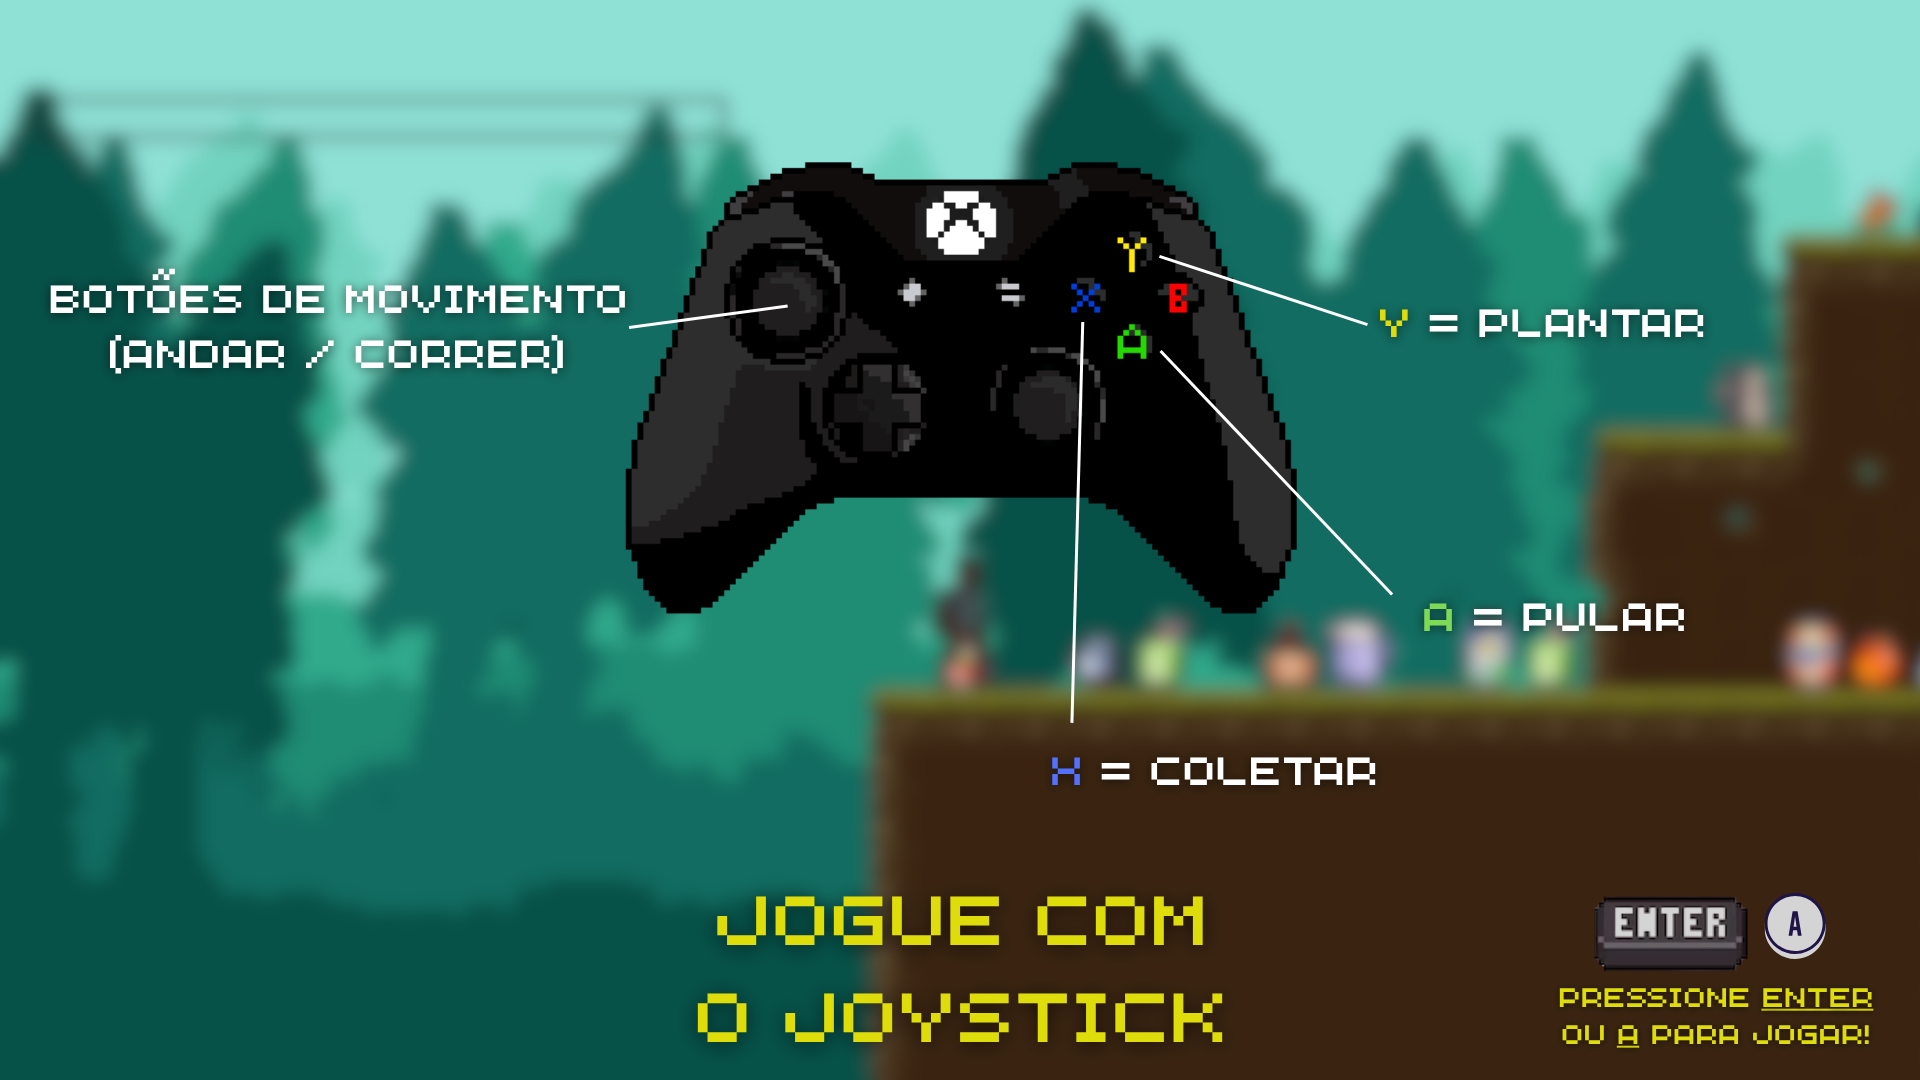 Y
X
B
A
BOTÕES DE MOVIMENTO
(ANDAR / CORRER)
Y = PLANTAR
A = PULAR
X = COLETAR
JOGUE COM
O JOYSTICK
ENTER
A
PRESSIONE ENTER
OU A PARA JOGAR!